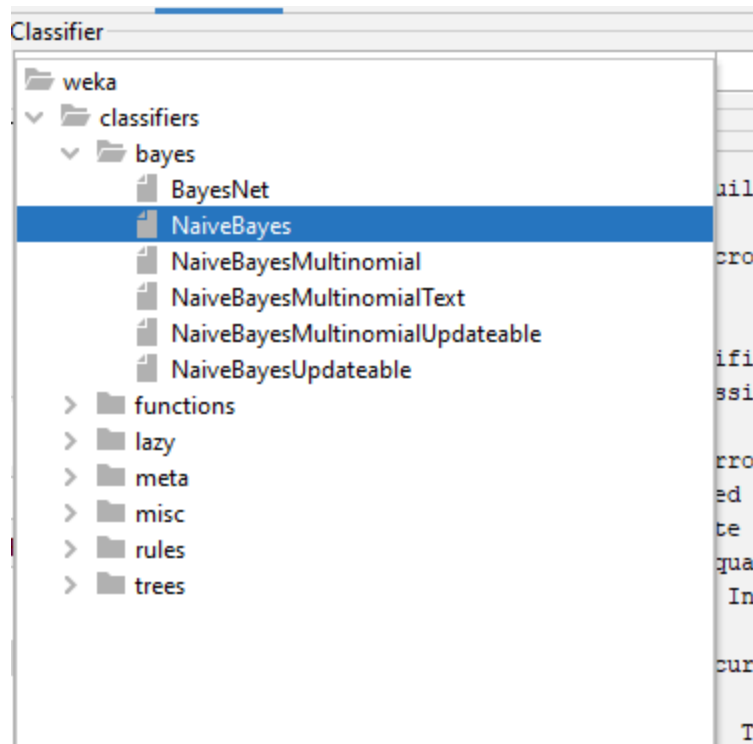 Classifier
weka
classifiers
bayes
BayesNet
NaiveBayes
NaiveBayesMultinomial
NaiveBayesMultinomialText
NaiveBayesMultinomialUpdateable
NaiveBayesUpdateable
functions
lazy
meta
misc
rules
trees